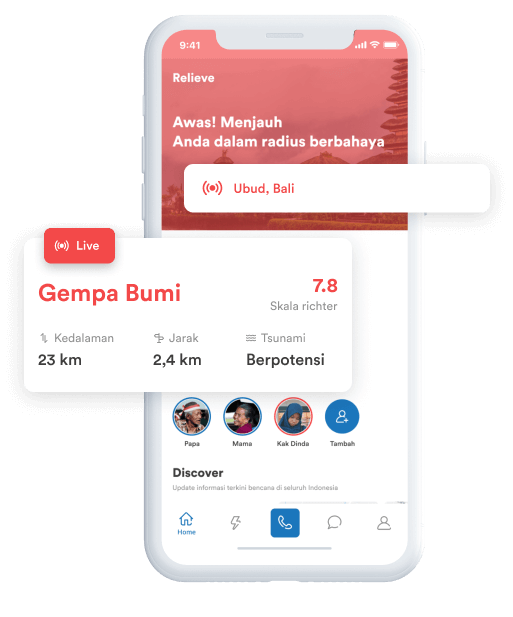 9:41
Relieve
Awas! Menjauh
Anda dalam radius berbahaya
Ubud, Bali
Live
Gempa Bumi
7.8
Skala richter
Kedalaman
Jarak
Tsunami
23 km
2,4 km
Berpotensi
Papa
Mama
Kak Dinda
Tambah
Discover
Update informasi terkini bencana di seluruh Indonesia
Home